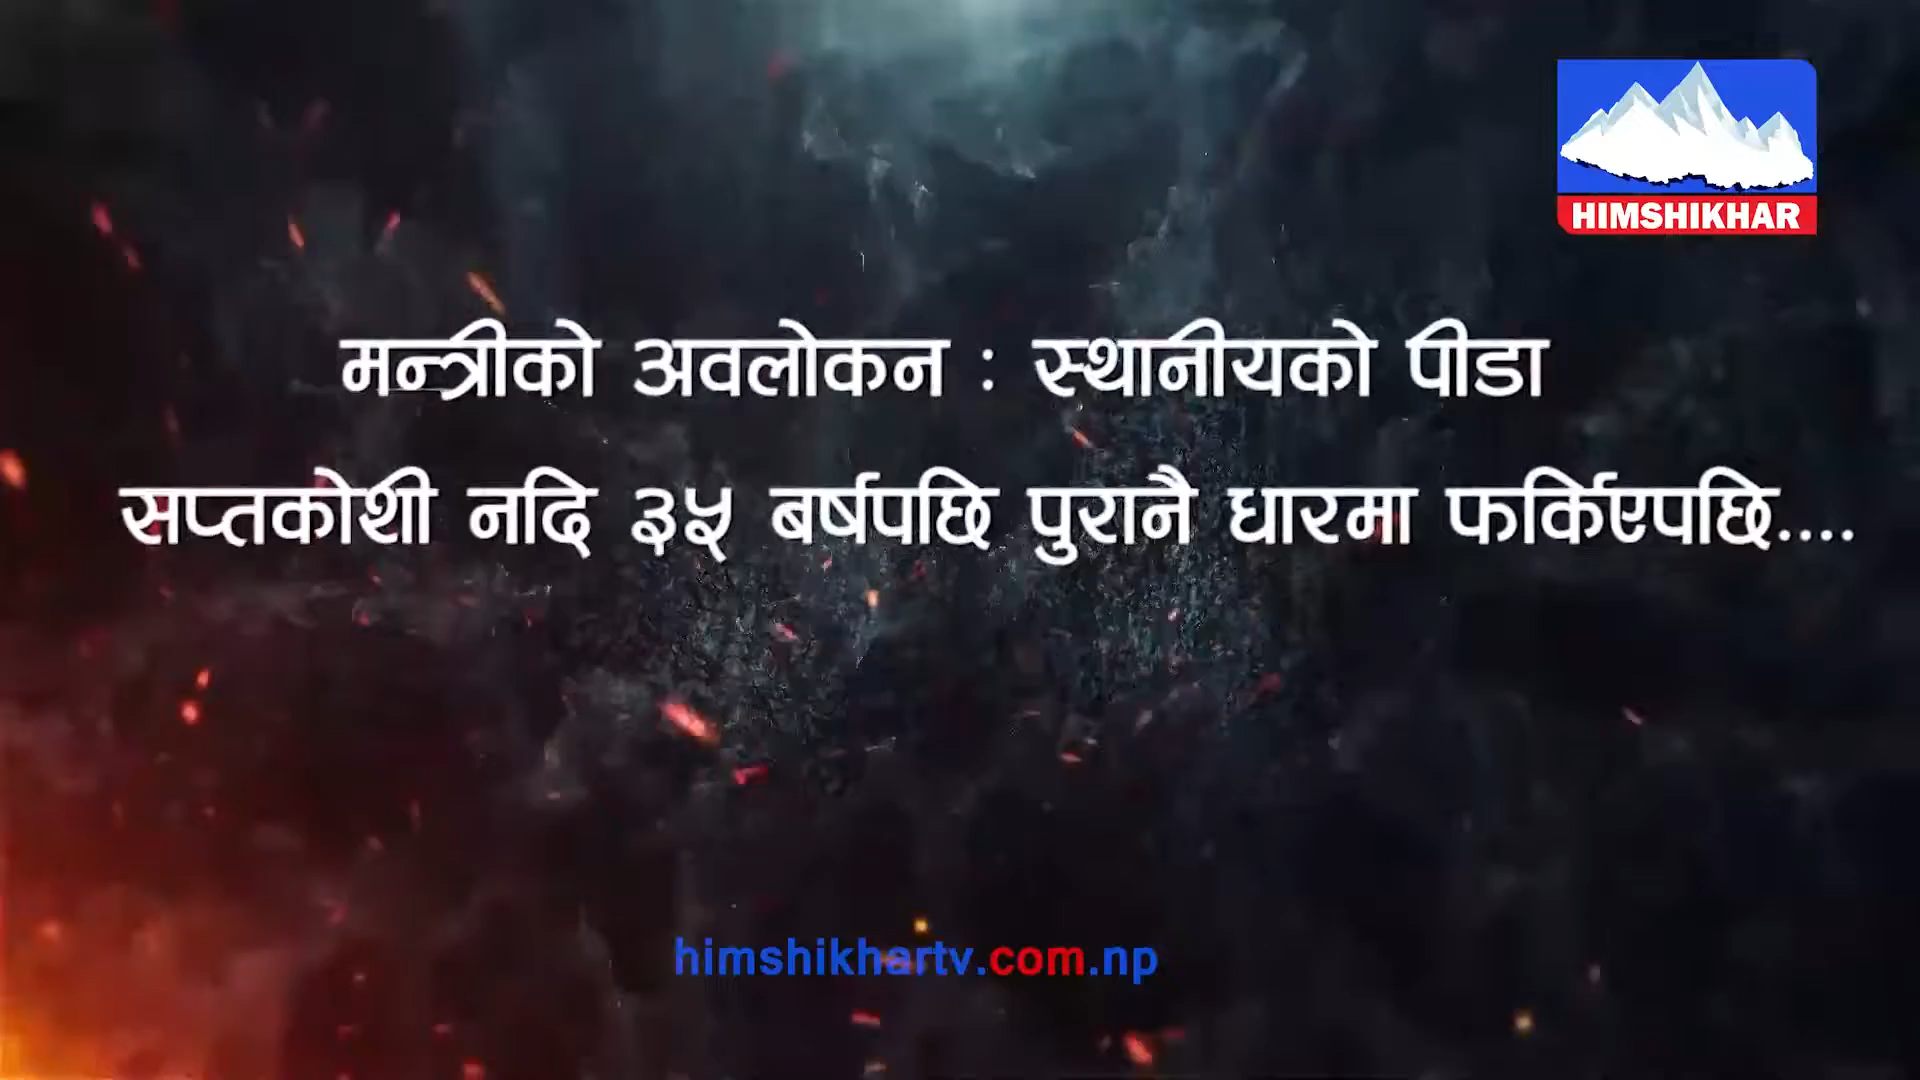 HIMSHIKHAR
मन्त्रीको अवलोकन : स्थानीयको पीडा
सप्तकोशी नदि ३५ बर्षपछि पुरानै धारमा फर्किएपछि....
himshikhartv.com.np